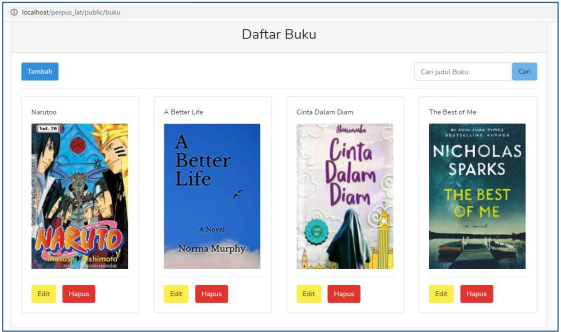 localhost/perpus_lat/public/buku
Daftar Buku
Tambah
Cari judul Buku
Cari
Narutoo
A Better Life
Cinta Dalam Diam
The Best of Me
Vol. 70
NARUTO
Masashi Kishimoto
A
Better
Life
A Novel
Norma Murphy
Cinta
Dalam
Diam
#1 NEW YORK TIMES
BESTSELLING AUTHOR
NICHOLAS
SPARKS
THE BEST
OF ME
a novel
Edit
Hapus
Edit
Hapus
Edit
Hapus
Edit
Hapus